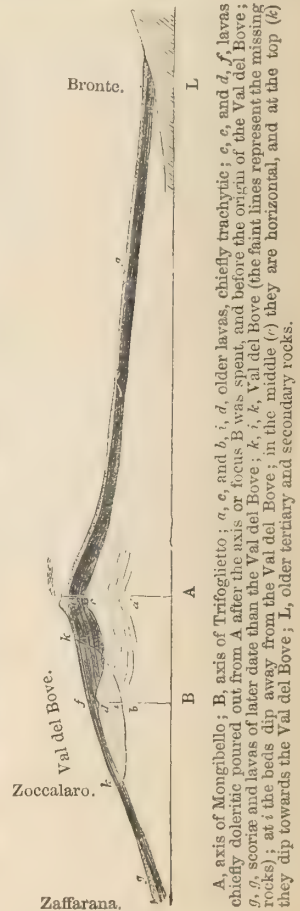 Bronte.
L
a
A
a
Val del Bove.
k
f
B
b
i
k
Zoccalaro.
g
Zaffarana.
A, axis of Mongibello; B, axis of Trifoglietto; a, c, and b, i, d, older lavas, chiefly trachytic; c, c, and d, f, lavas
chiefly doleritic poured out from A after the axis or focus B was spent, and before the origin of the Val del Bove;
g, g, scoriæ and lavas of later date than the Val del Bove; k, i, k, Val del Bove (the faint lines represent the missing
rocks); at i the beds dip away from the Val del Bove; in the middle (c) they are horizontal, and at the top (k)
they dip towards the Val del Bove; L, older tertiary and secondary rocks.